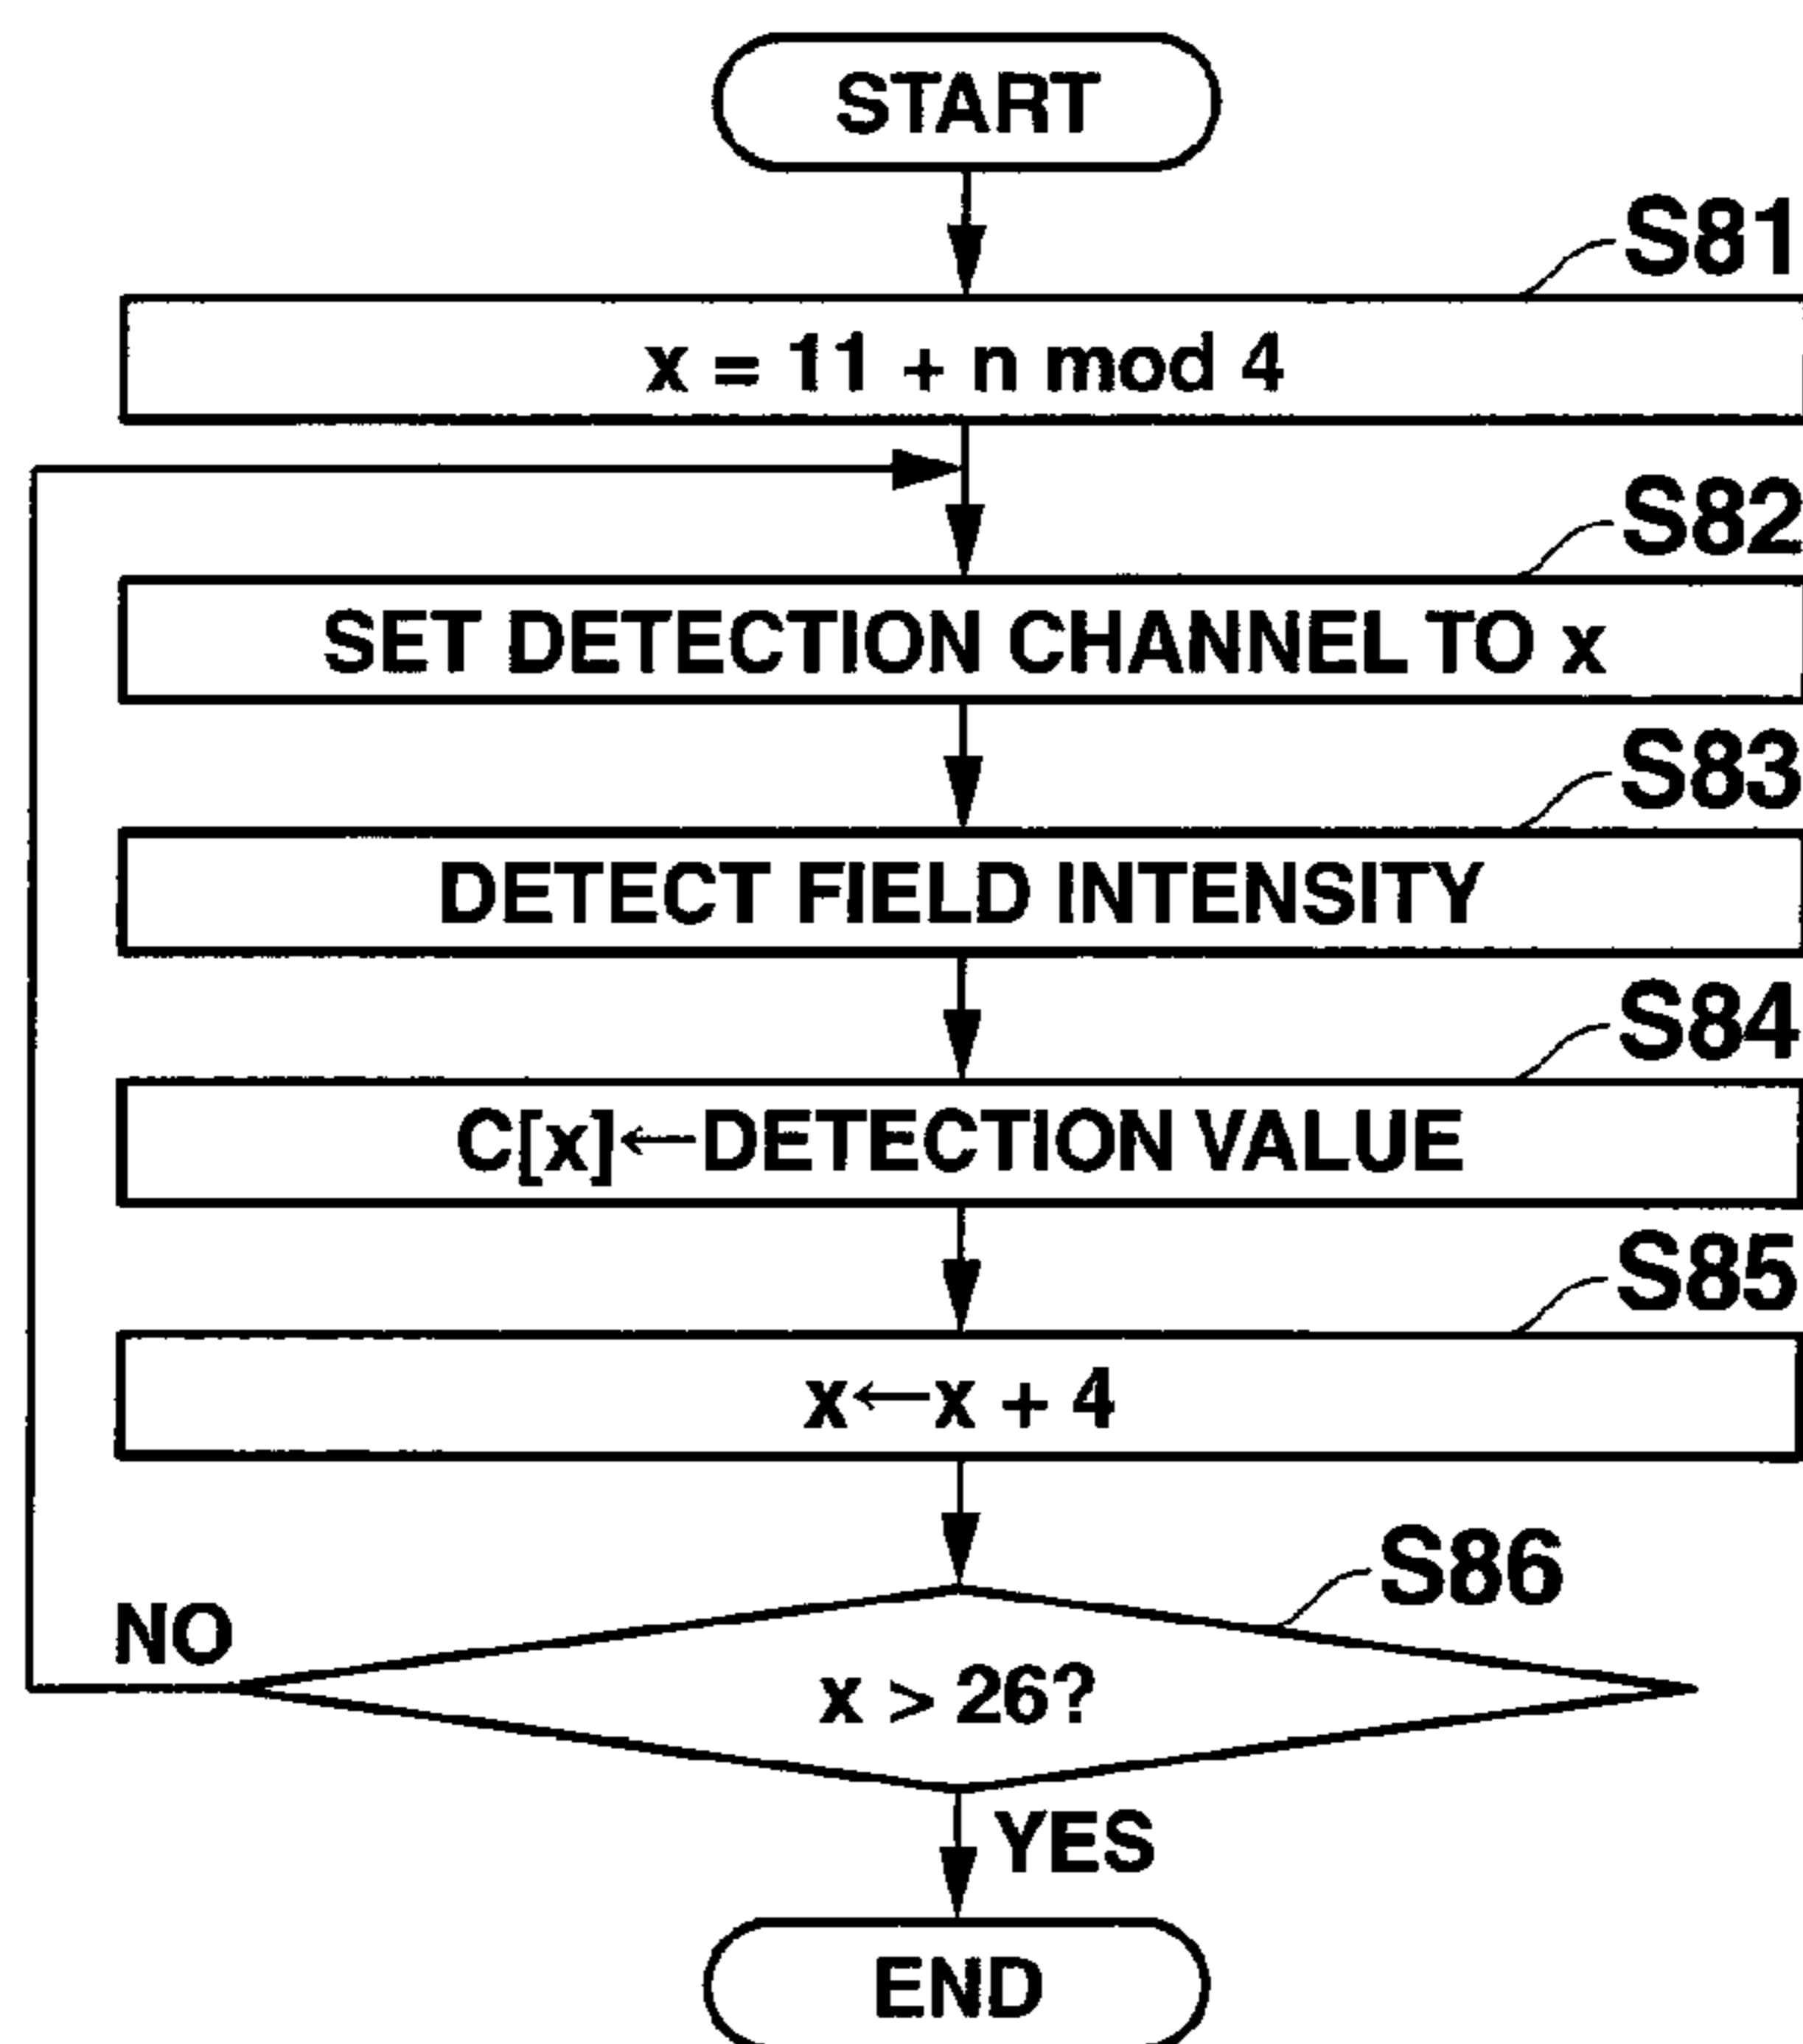 START
S81
x = 11 + n mod 4
S82
SET DETECTION CHANNEL TO x
S83
DETECT FIELD INTENSITY
S84
C[x]←DETECTION VALUE
S85
x←x + 4
S86
NO
x > 26?
YES
END